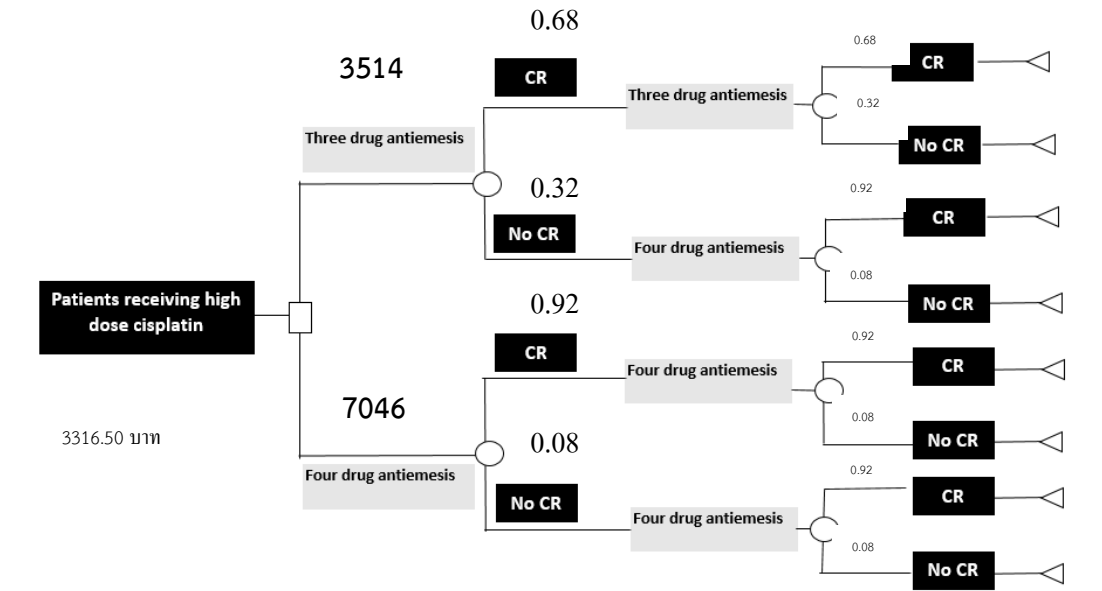 0.68
0.68
3514
CR
CR
Three drug antiemesis
0.32
Three drug antiemesis
No CR
0.32
0.92
No CR
CR
Four drug antiemesis
0.08
Patients receiving high
dose cisplatin
0.92
No CR
0.92
CR
CR
Four drug antiemesis
7046
0.08
3316.50 บาท
0.08
No CR
Four drug antiemesis
0.92
No CR
CR
Four drug antiemesis
0.08
No CR